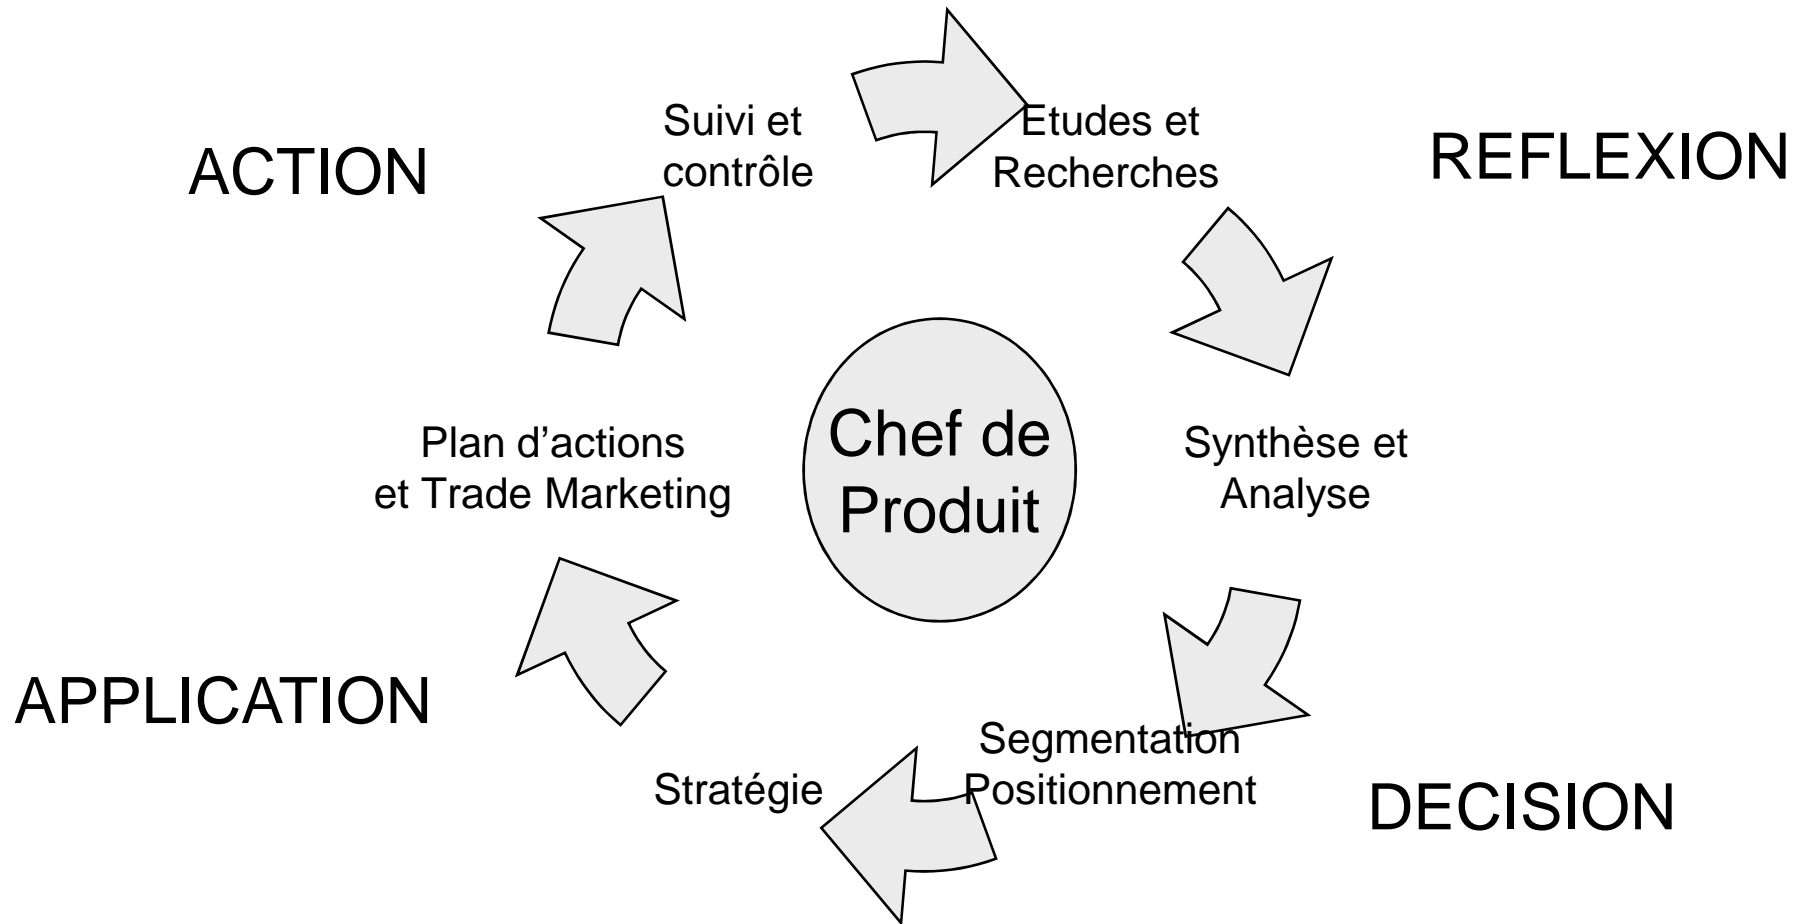 Suivi et
contrôle
Etudes et
Recherches
ACTION
REFLEXION
Chef de
Produit
Plan d’actions
et Trade Marketing
Synthèse et
Analyse
APPLICATION
Stratégie
Segmentation
Positionnement
DECISION